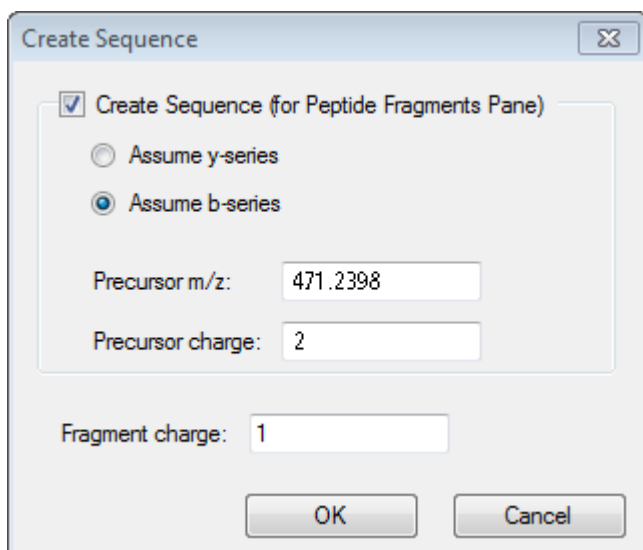 Create Sequence
Create Sequence (for Peptide Fragments Pane)
Assume y-series
Assume b-series
Precursor m/z: 471.2398
Precursor charge: 2
Fragment charge: 1
OK Cancel